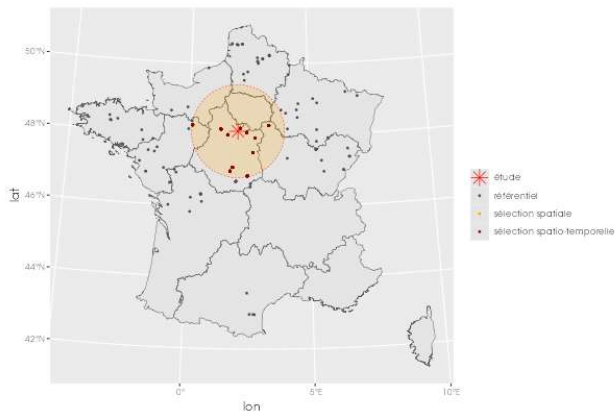 50°N
48°N
46°N
44°N
42°N
lat
0°
5°E
10°E
lon
étude
référentiel
sélection spatiale
sélection spatio-temporelle